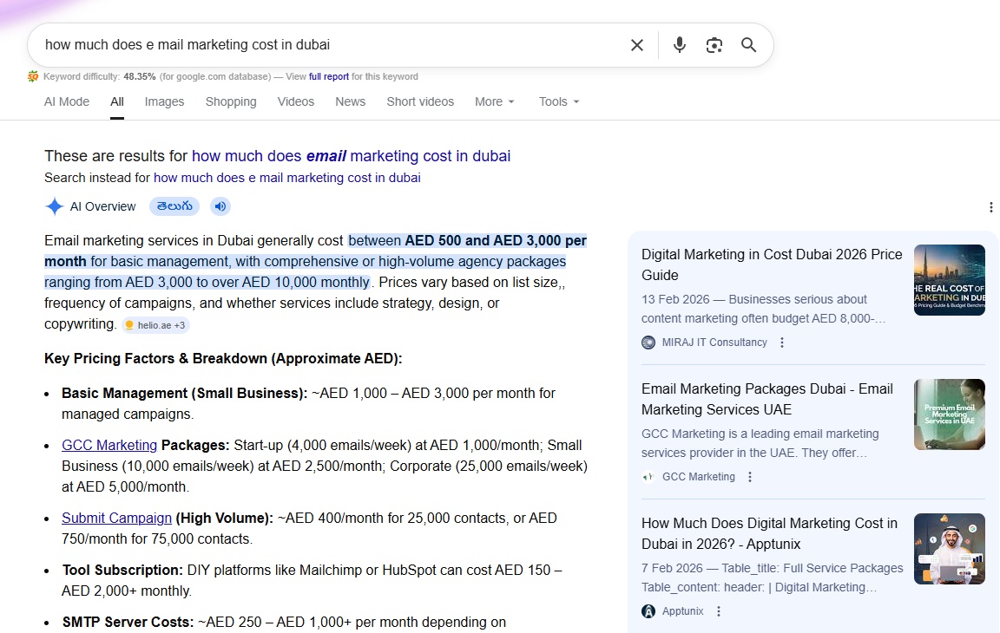 how much does e mail marketing cost in dubai
Keyword difficulty: 48.35% (for google.com database) — View full report for this keyword
AI Mode
All
Images
Shopping
Videos
News
Short videos
More
Tools
These are results for how much does email marketing cost in dubai
Search instead for how much does e mail marketing cost in dubai
AI Overview
తెలుగు
Email marketing services in Dubai generally cost between AED 500 and AED 3,000 per
month for basic management, with comprehensive or high-volume agency packages
ranging from AED 3,000 to over AED 10,000 monthly. Prices vary based on list size,,
frequency of campaigns, and whether services include strategy, design, or
copywriting. helio.ae +3
Key Pricing Factors & Breakdown (Approximate AED):
• Basic Management (Small Business): ~AED 1,000 – AED 3,000 per month for
managed campaigns.
• GCC Marketing Packages: Start-up (4,000 emails/week) at AED 1,000/month; Small
Business (10,000 emails/week) at AED 2,500/month; Corporate (25,000 emails/week)
at AED 5,000/month.
• Submit Campaign (High Volume): ~AED 400/month for 25,000 contacts, or AED
750/month for 75,000 contacts.
• Tool Subscription: DIY platforms like Mailchimp or HubSpot can cost AED 150 –
AED 2,000+ monthly.
• SMTP Server Costs: ~AED 250 – AED 1,000+ per month depending on
Digital Marketing in Cost Dubai 2026 Price
Guide
13 Feb 2026 — Businesses serious about
content marketing often budget AED 8,000-…
MIRAJ IT Consultancy
HE REAL COST OF
ARKETING IN DUB
6 Pricing Guide & Budget Benchm
Email Marketing Packages Dubai - Email
Marketing Services UAE
GCC Marketing is a leading email marketing
services provider in the UAE. They offer…
GCC Marketing
Premium Email
Marketing
Services in UAE
How Much Does Digital Marketing Cost in
Dubai in 2026? - Apptunix
7 Feb 2026 — Table_title: Full Service Packages
Table_content: header: | Digital Marketing…
Apptunix